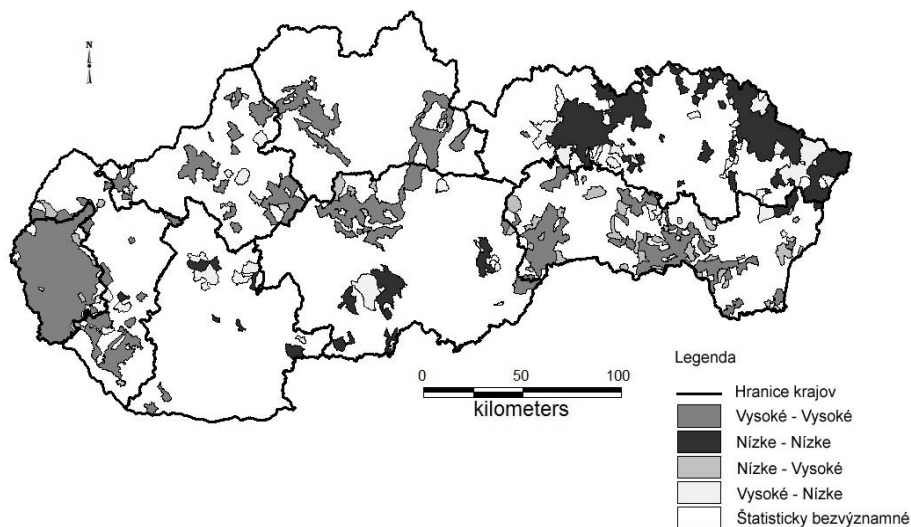 N
0 50 100
kilometers
Legenda
Hranice krajov
Vysoké - Vysoké
Nízke - Nízke
Nízke - Vysoké
Vysoké - Nízke
Štatisticky bezvýznamné